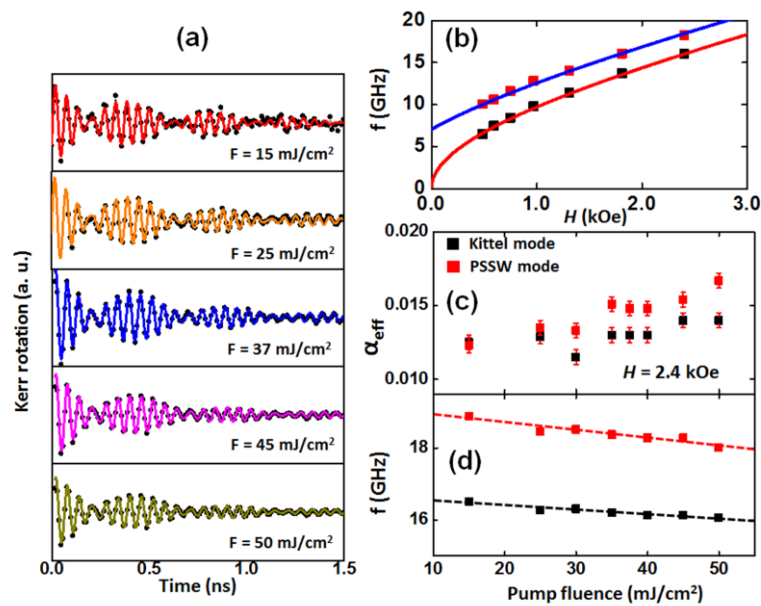 (a)
F = 15 mJ/cm²
F = 25 mJ/cm²
F = 37 mJ/cm²
F = 45 mJ/cm²
F = 50 mJ/cm²
Kerr rotation (a. u.)
0.0 0.5 1.0 1.5
Time (ns)
(b)
20
15
10
5
0
f (GHz)
0.0 1.0 2.0 3.0
H (kOe)
Kittel mode
PSSW mode
(c)
0.020
0.015
0.010
αeff
H = 2.4 kOe
(d)
18
16
f (GHz)
10 20 30 40 50
Pump fluence (mJ/cm²)